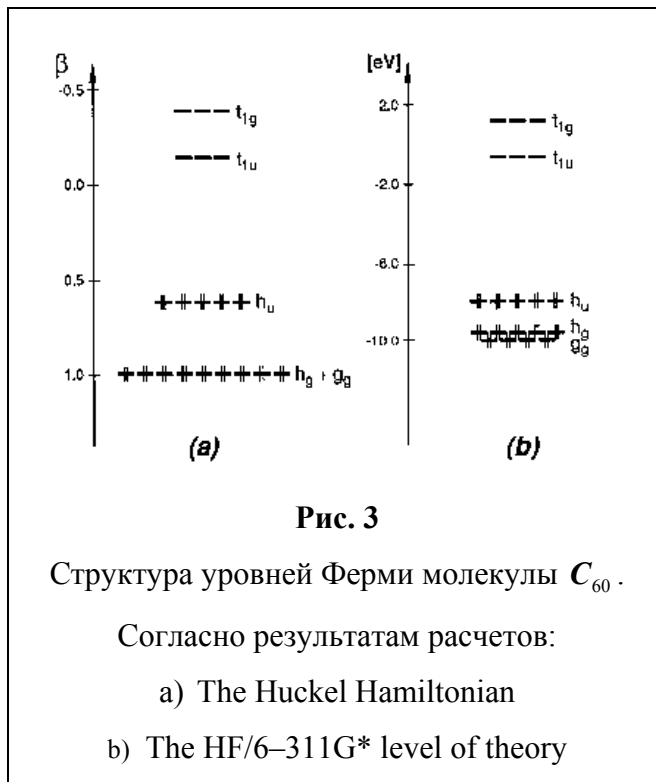 β
-0.5
0.0
0.5
1.0
t1g
t1u
hu
hg + gg
(a)
[eV]
2.0
-2.0
-6.0
-10.0
t1g
t1u
hu
hg
gg
(b)
Рис. 3
Структура уровней Ферми молекулы C60 .
Согласно результатам расчетов:
a) The Huckel Hamiltonian
b) The HF/6–311G* level of theory